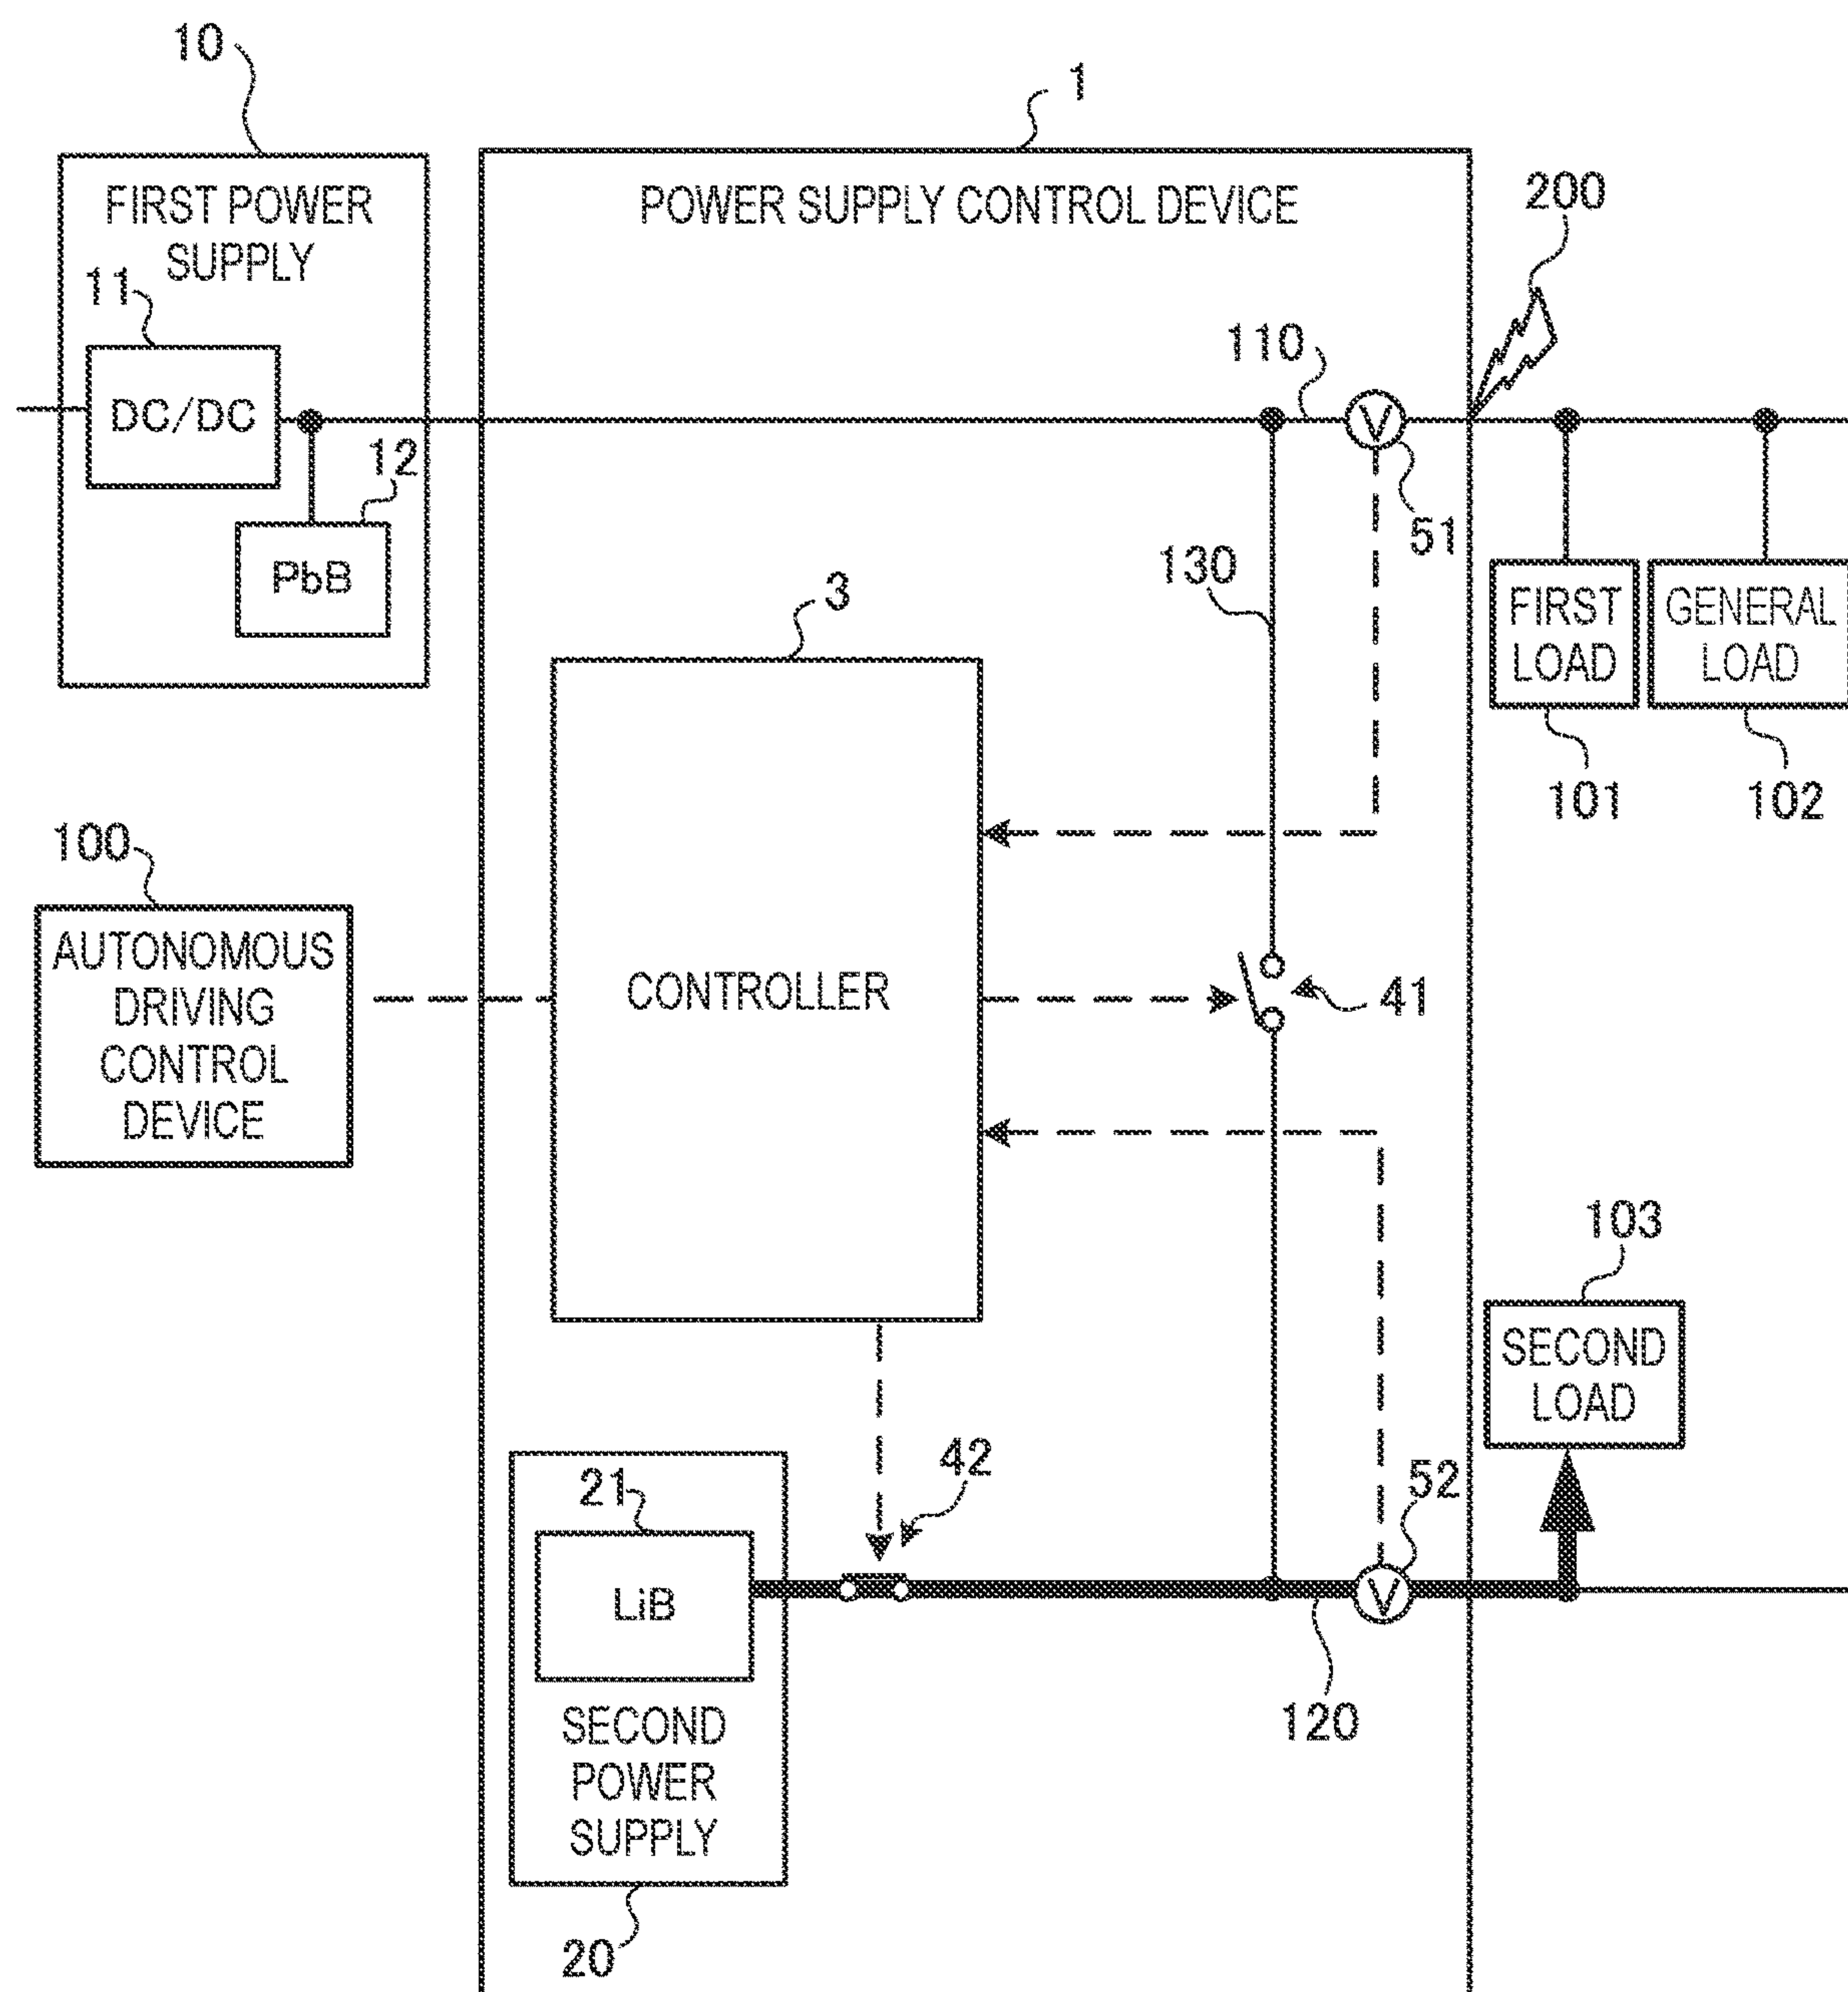 10
1
FIRST POWER
SUPPLY
POWER SUPPLY CONTROL DEVICE
200
11
110
DC/DC
V
12
51
PbB
130
3
FIRST
LOAD
GENERAL
LOAD
101
102
100
AUTONOMOUS
DRIVING
CONTROL
DEVICE
CONTROLLER
41
103
SECOND
LOAD
42
21
52
LiB
V
SECOND
POWER
SUPPLY
120
20